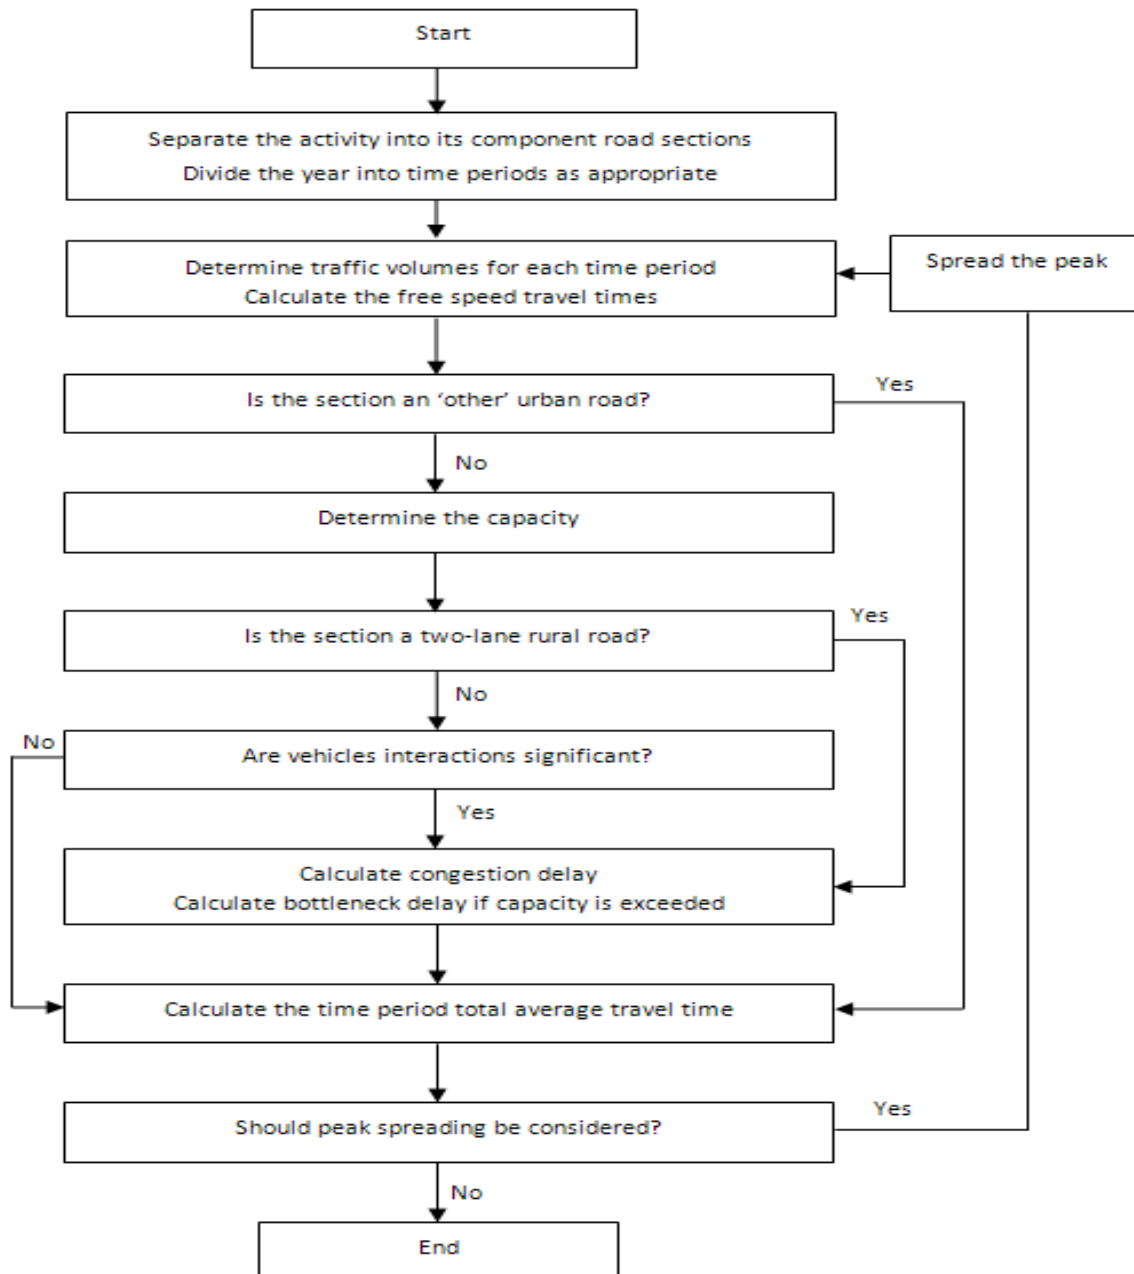 Start
Separate the activity into its component road sections
Divide the year into time periods as appropriate
Determine traffic volumes for each time period
Calculate the free speed travel times
Spread the peak
Is the section an ‘other’ urban road?
Yes
No
Determine the capacity
Is the section a two-lane rural road?
Yes
No
Are vehicles interactions significant?
No
Yes
Calculate congestion delay
Calculate bottleneck delay if capacity is exceeded
Calculate the time period total average travel time
Should peak spreading be considered?
Yes
No
End